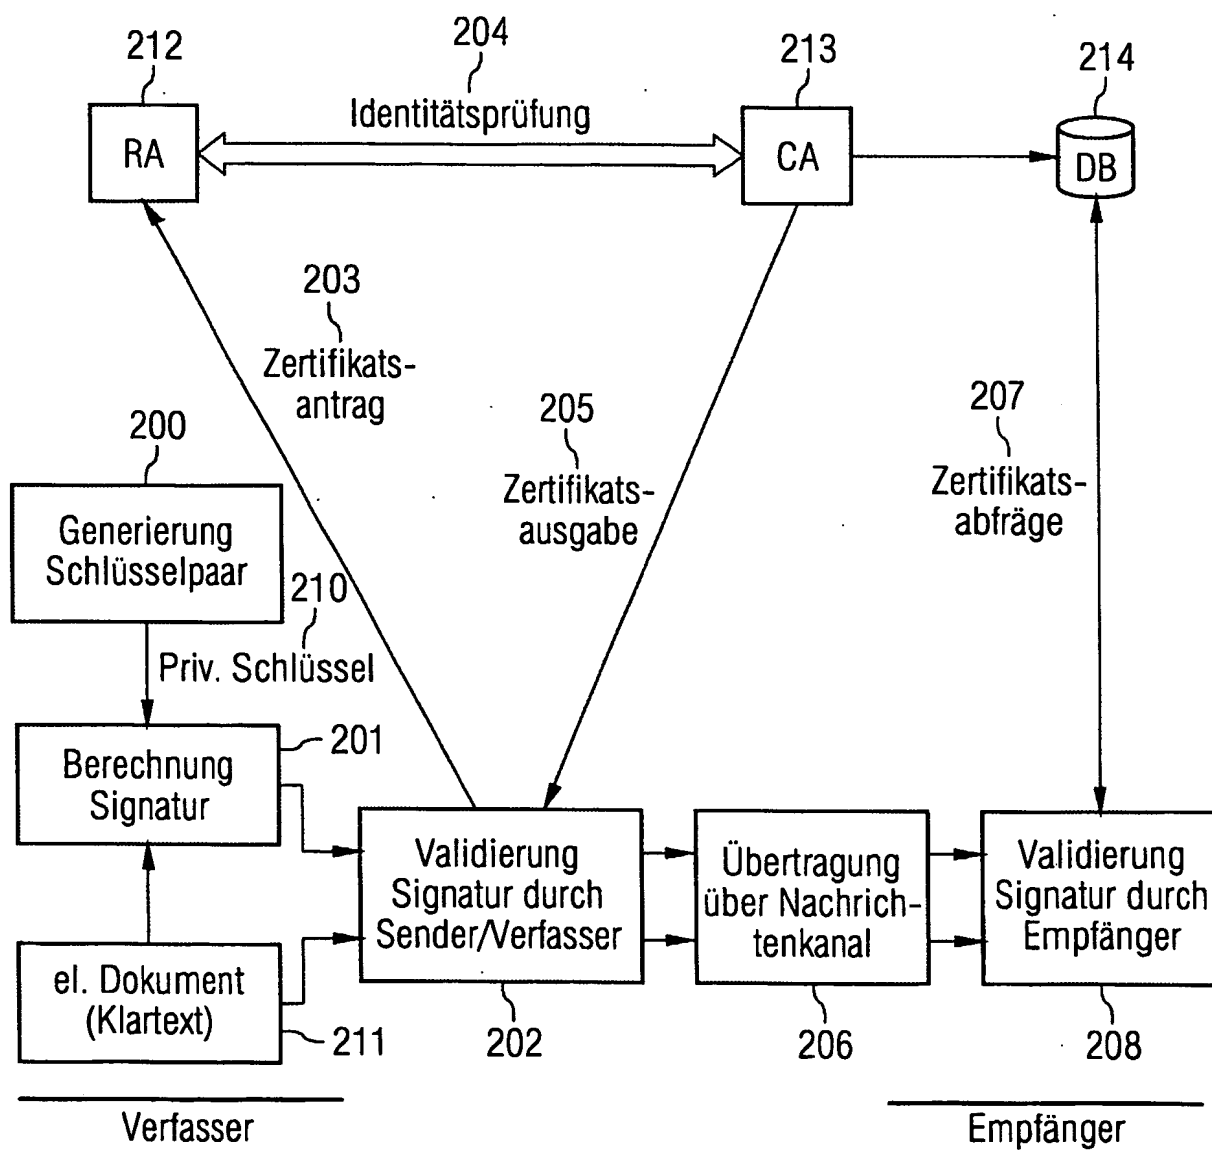 204
212
213
214
Identitätsprüfung
RA
CA
DB
203
Zertifikats-
antrag
205
Zertifikats-
ausgabe
207
Zertifikats-
abfräge
200
Generierung
Schlüsselpaar
210
Priv. Schlüssel
201
Berechnung
Signatur
Validierung
Signatur durch
Sender/Verfasser
Übertragung
über Nachrich-
tenkanal
Validierung
Signatur durch
Empfänger
el. Dokument
(Klartext)
211
202
206
208
Verfasser
Empfänger